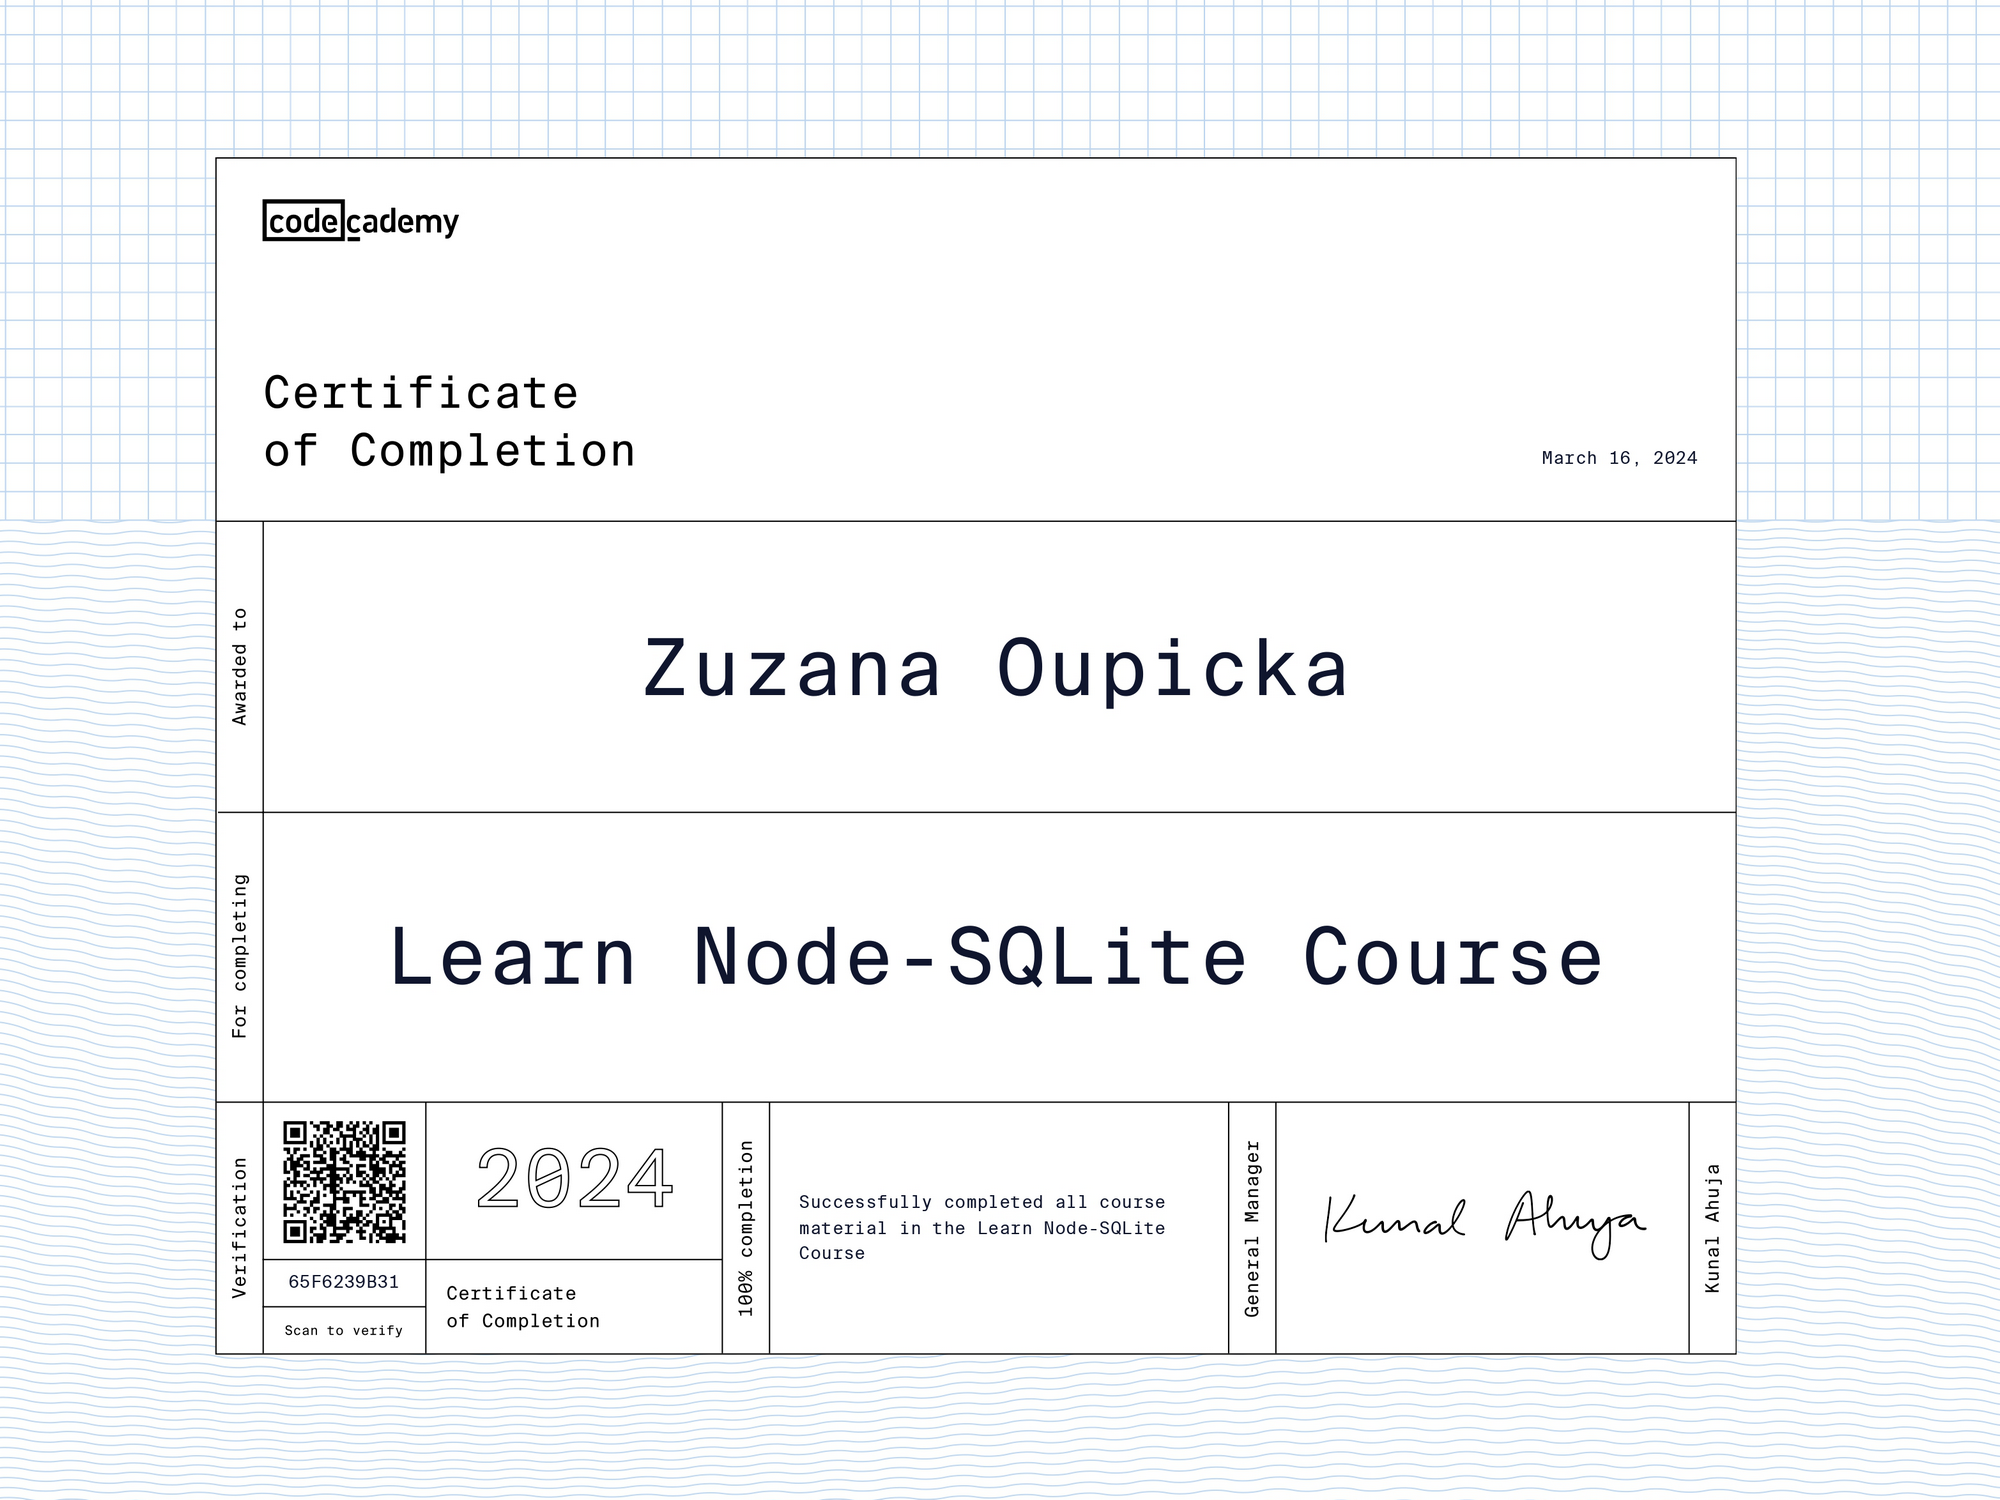 codecademy
Certificate
of Completion
March 16, 2024
Awarded to
Zuzana Oupicka
For completing
Learn Node-SQLite Course
Verification
65F6239B31
Scan to verify
2024
Certificate
of Completion
100% completion
Successfully completed all course
material in the Learn Node-SQLite
Course
General Manager
Kunal Ahuja
Kunal Ahuja